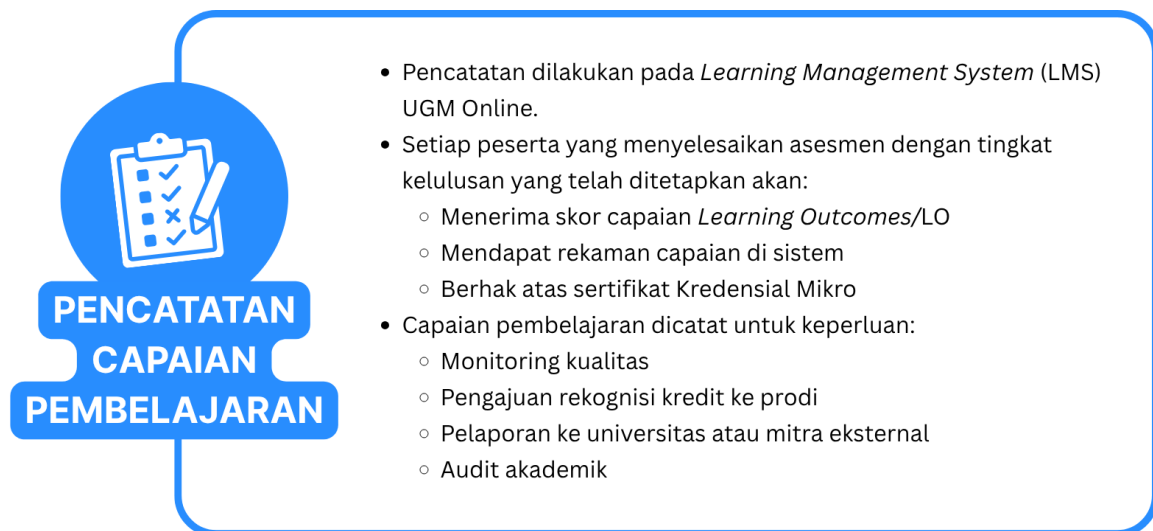 PENCATATAN
CAPAIAN
PEMBELAJARAN
• Pencatatan dilakukan pada Learning Management System (LMS)
UGM Online.
• Setiap peserta yang menyelesaikan asesmen dengan tingkat
kelulusan yang telah ditetapkan akan:
◦ Menerima skor capaian Learning Outcomes/LO
◦ Mendapat rekaman capaian di sistem
◦ Berhak atas sertifikat Kredensial Mikro
• Capaian pembelajaran dicatat untuk keperluan:
◦ Monitoring kualitas
◦ Pengajuan rekognisi kredit ke prodi
◦ Pelaporan ke universitas atau mitra eksternal
◦ Audit akademik